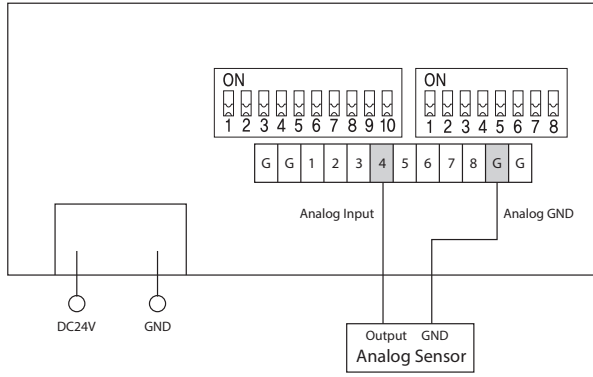 ON
1 2 3 4 5 6 7 8 9 10
ON
1 2 3 4 5 6 7 8
G G 1 2 3 4 5 6 7 8 G G
Analog Input
Analog GND
DC24V
GND
Output GND
Analog Sensor